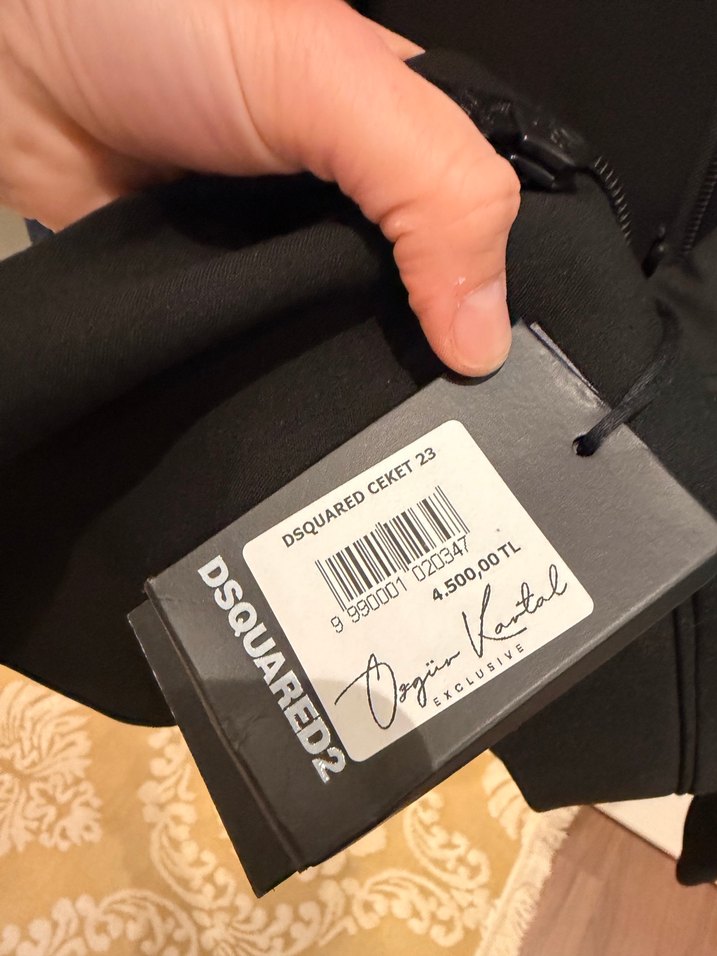 DSQUARED CEKET 23
9 990001 020347
4.500,00 TL
Özgür Kartal
EXCLUSIVE
DSQUARED2